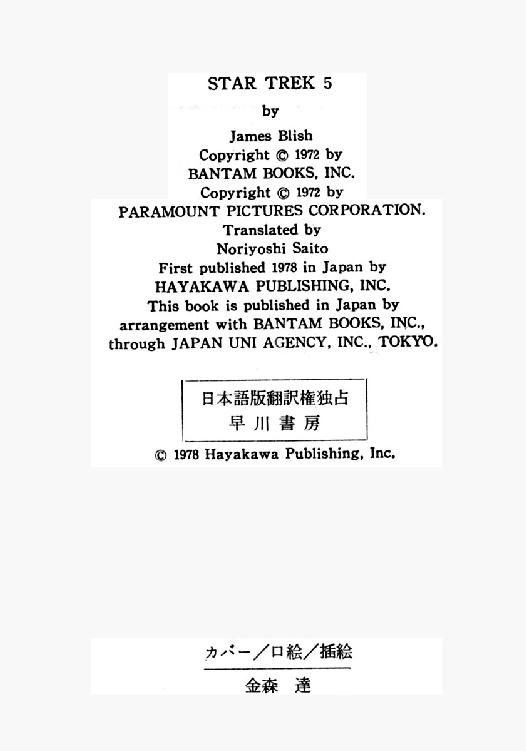 STAR TREK 5
by
James Blish
Copyright © 1972 by
BANTAM BOOKS, INC.
Copyright © 1972 by
PARAMOUNT PICTURES CORPORATION.
Translated by
Noriyoshi Saito
First published 1978 in Japan by
HAYAKAWA PUBLISHING, INC.
This book is published in Japan by
arrangement with BANTAM BOOKS, INC.,
through JAPAN UNI AGENCY, INC., TOKYO.
日本語版翻訳権独占
早川書房
© 1978 Hayakawa Publishing, Inc.
カバー/口絵/插絵
金森 達